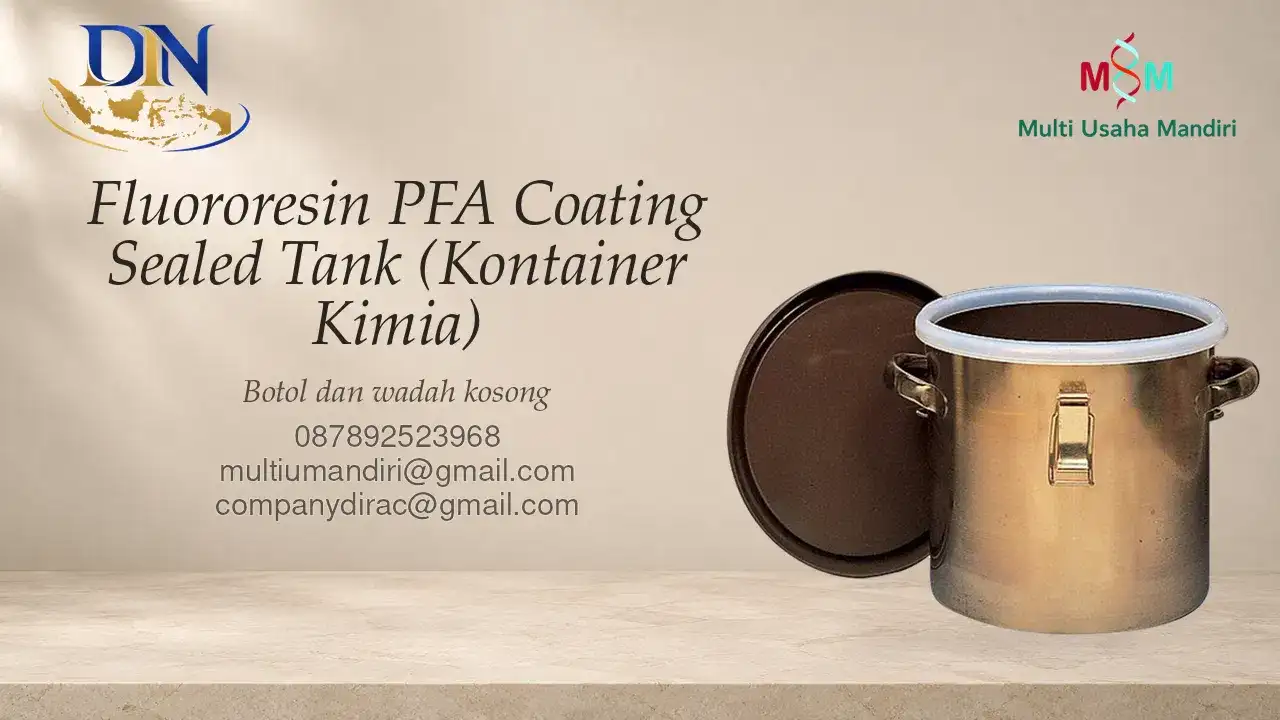 DN
M M
Multi Usaha Mandiri
Fluororesin PFA Coating
Sealed Tank (Kontainer
Kimia)
Botol dan wadah kosong
087892523968
multiumandiri@gmail.com
companydirac@gmail.com